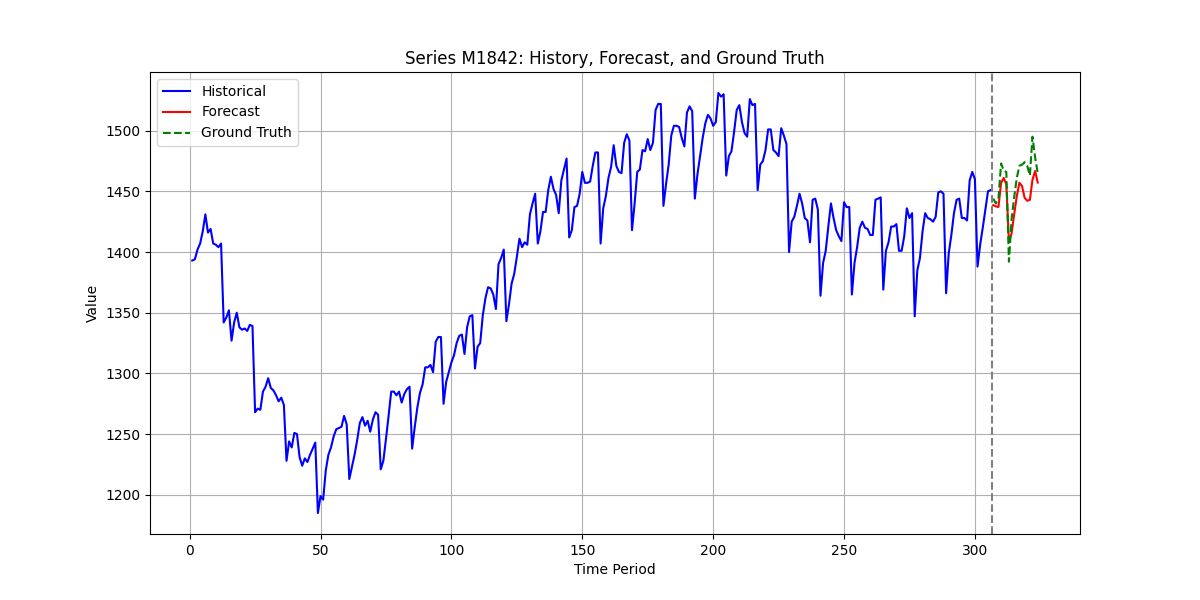 Series M1842: History, Forecast, and Ground Truth
Historical
Forecast
Ground Truth
1500
1450
1400
1350
1300
1250
1200
0 50 100 150 200 250 300
Value
Time Period